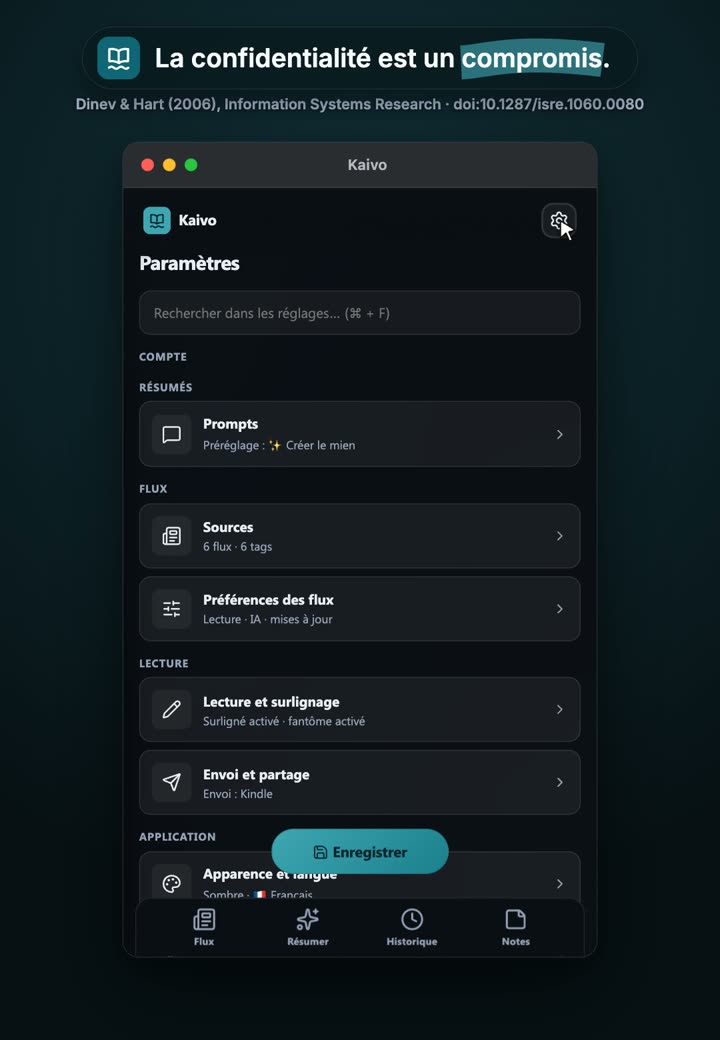 La confidentialité est un compromis.
Dinev & Hart (2006), Information Systems Research · doi:10.1287/isre.1060.0080
Kaivo
Kaivo
Paramètres
Rechercher dans les réglages... (⌘ + F)
COMPTE
RÉSUMÉS
Prompts
Préréglage : ✨ Créer le mien
FLUX
Sources
6 flux · 6 tags
Préférences des flux
Lecture · IA · mises à jour
LECTURE
Lecture et surlignage
Surligné activé · fantôme activé
Envoi et partage
Envoi : Kindle
APPLICATION
Enregistrer
Apparence et langue
Sombre · 🇫🇷 Français
Flux
Résumer
Historique
Notes